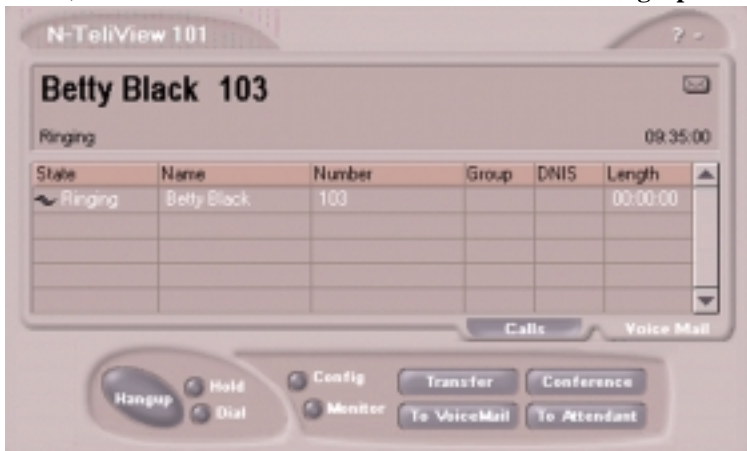 N-TeliView 101 ? -
Betty Black 103
Ringing 09:35:00
State Name Number Group DNIS Length
Ringing Betty Black 103 00:00:00
Calls Voice Mail
Hangup Hold Dial
Config Monitor
Transfer Conference
To VoiceMail To Attendant